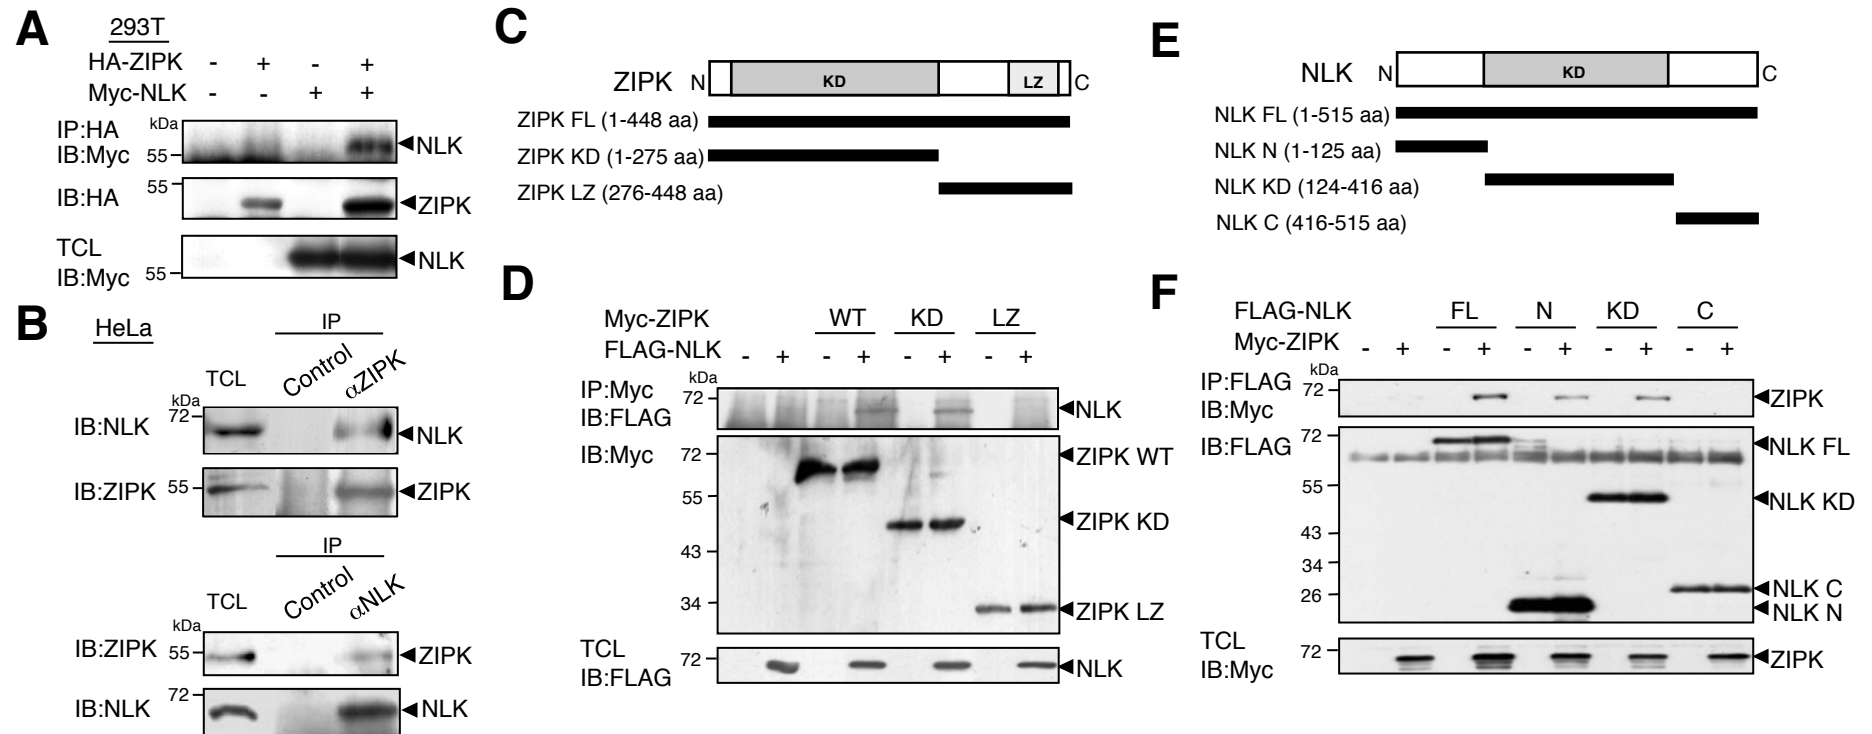 A
293T
HA-ZIPK - + - +
Myc-NLK - - + +
IP:HA
IB:Myc
kDa
55
NLK
IB:HA
55
ZIPK
TCL
IB:Myc
55
NLK
B
HeLa
IP
TCL Control αZIPK
kDa
IB:NLK
72
NLK
IB:ZIPK
55
ZIPK
IP
TCL Control αNLK
kDa
IB:ZIPK
55
ZIPK
IB:NLK
72
NLK
C
ZIPK N KD LZ C
ZIPK FL (1-448 aa)
ZIPK KD (1-275 aa)
ZIPK LZ (276-448 aa)
D
Myc-ZIPK WT KD LZ
FLAG-NLK - + - + - + - +
kDa
IP:Myc
IB:FLAG
72
NLK
IB:Myc
72
ZIPK WT
55
ZIPK KD
43
34
ZIPK LZ
TCL
IB:FLAG
72
NLK
E
NLK N KD C
NLK FL (1-515 aa)
NLK N (1-125 aa)
NLK KD (124-416 aa)
NLK C (416-515 aa)
F
FLAG-NLK FL N KD C
Myc-ZIPK - + - + - + - + - +
kDa
IP:FLAG
IB:Myc
72
ZIPK
IB:FLAG
72
NLK FL
55
NLK KD
43
34
26
NLK C
NLK N
TCL
IB:Myc
72
ZIPK